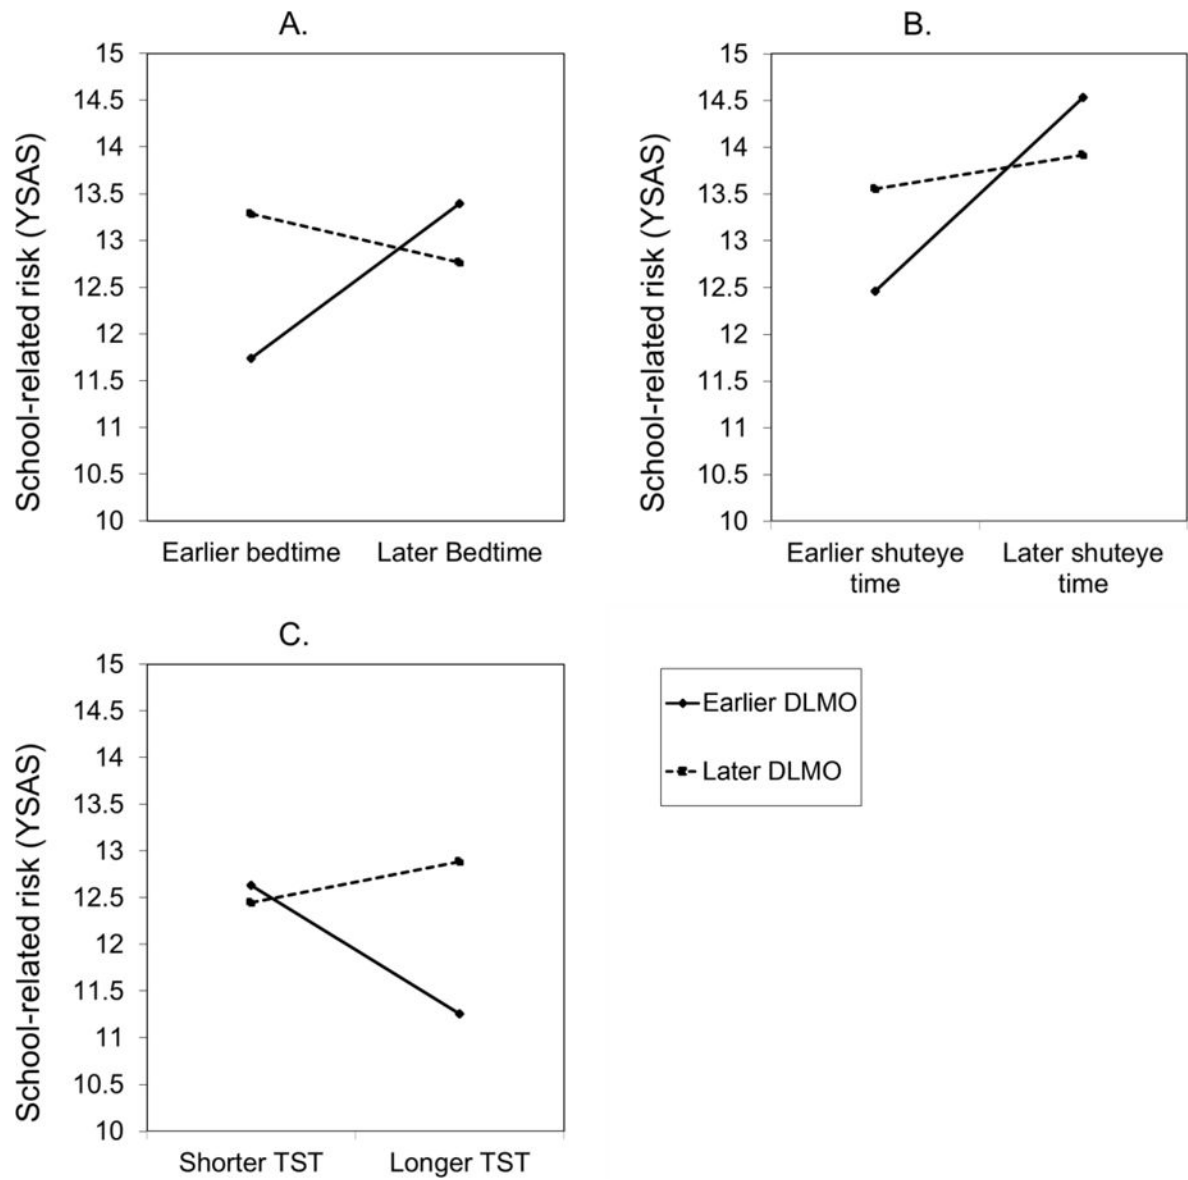 A.
School-related risk (YSAS)
15
14.5
14
13.5
13
12.5
12
11.5
11
10.5
10
Earlier bedtime
Later Bedtime
B.
School-related risk (YSAS)
15
14.5
14
13.5
13
12.5
12
11.5
11
10.5
10
Earlier shuteye
time
Later shuteye
time
C.
School-related risk (YSAS)
15
14.5
14
13.5
13
12.5
12
11.5
11
10.5
10
Shorter TST
Longer TST
Earlier DLMO
Later DLMO